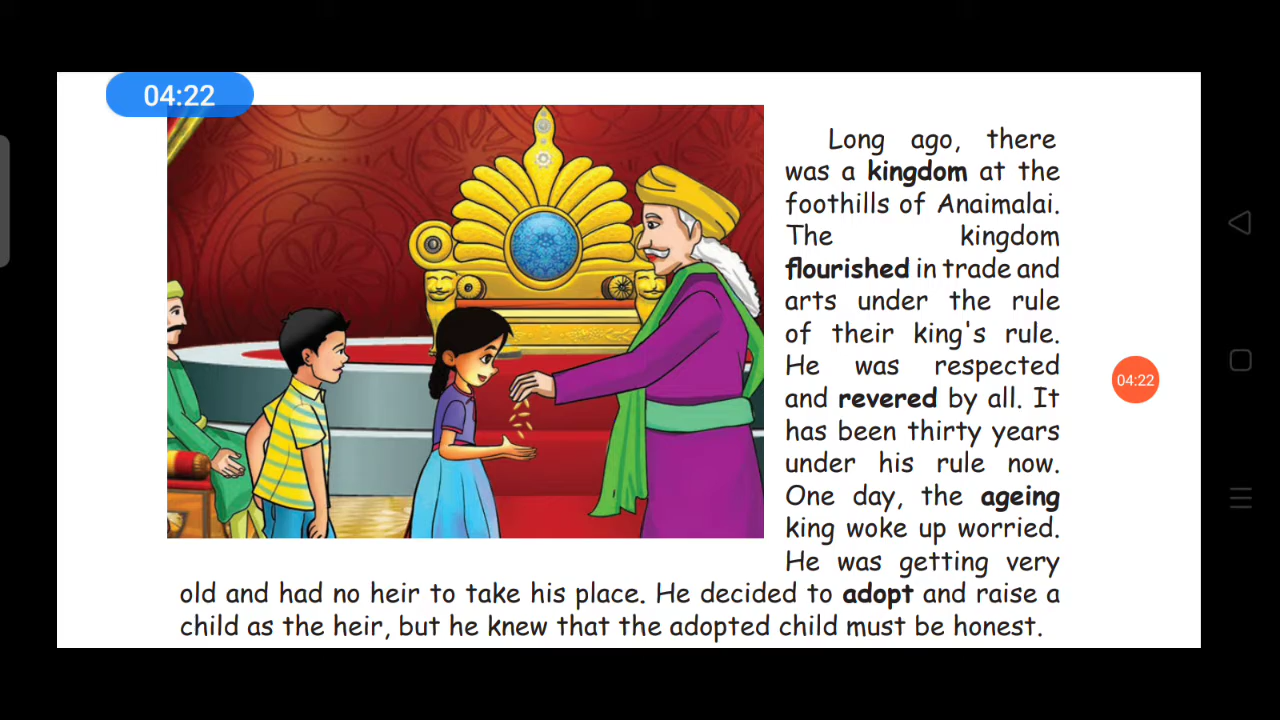 04:22
Long ago, there
was a kingdom at the
foothills of Anaimalai.
The kingdom
flourished in trade and
arts under the rule
of their king's rule.
He was respected
and revered by all. It
has been thirty years
under his rule now.
One day, the ageing
king woke up worried.
He was getting very
old and had no heir to take his place. He decided to adopt and raise a
child as the heir, but he knew that the adopted child must be honest.
04:22